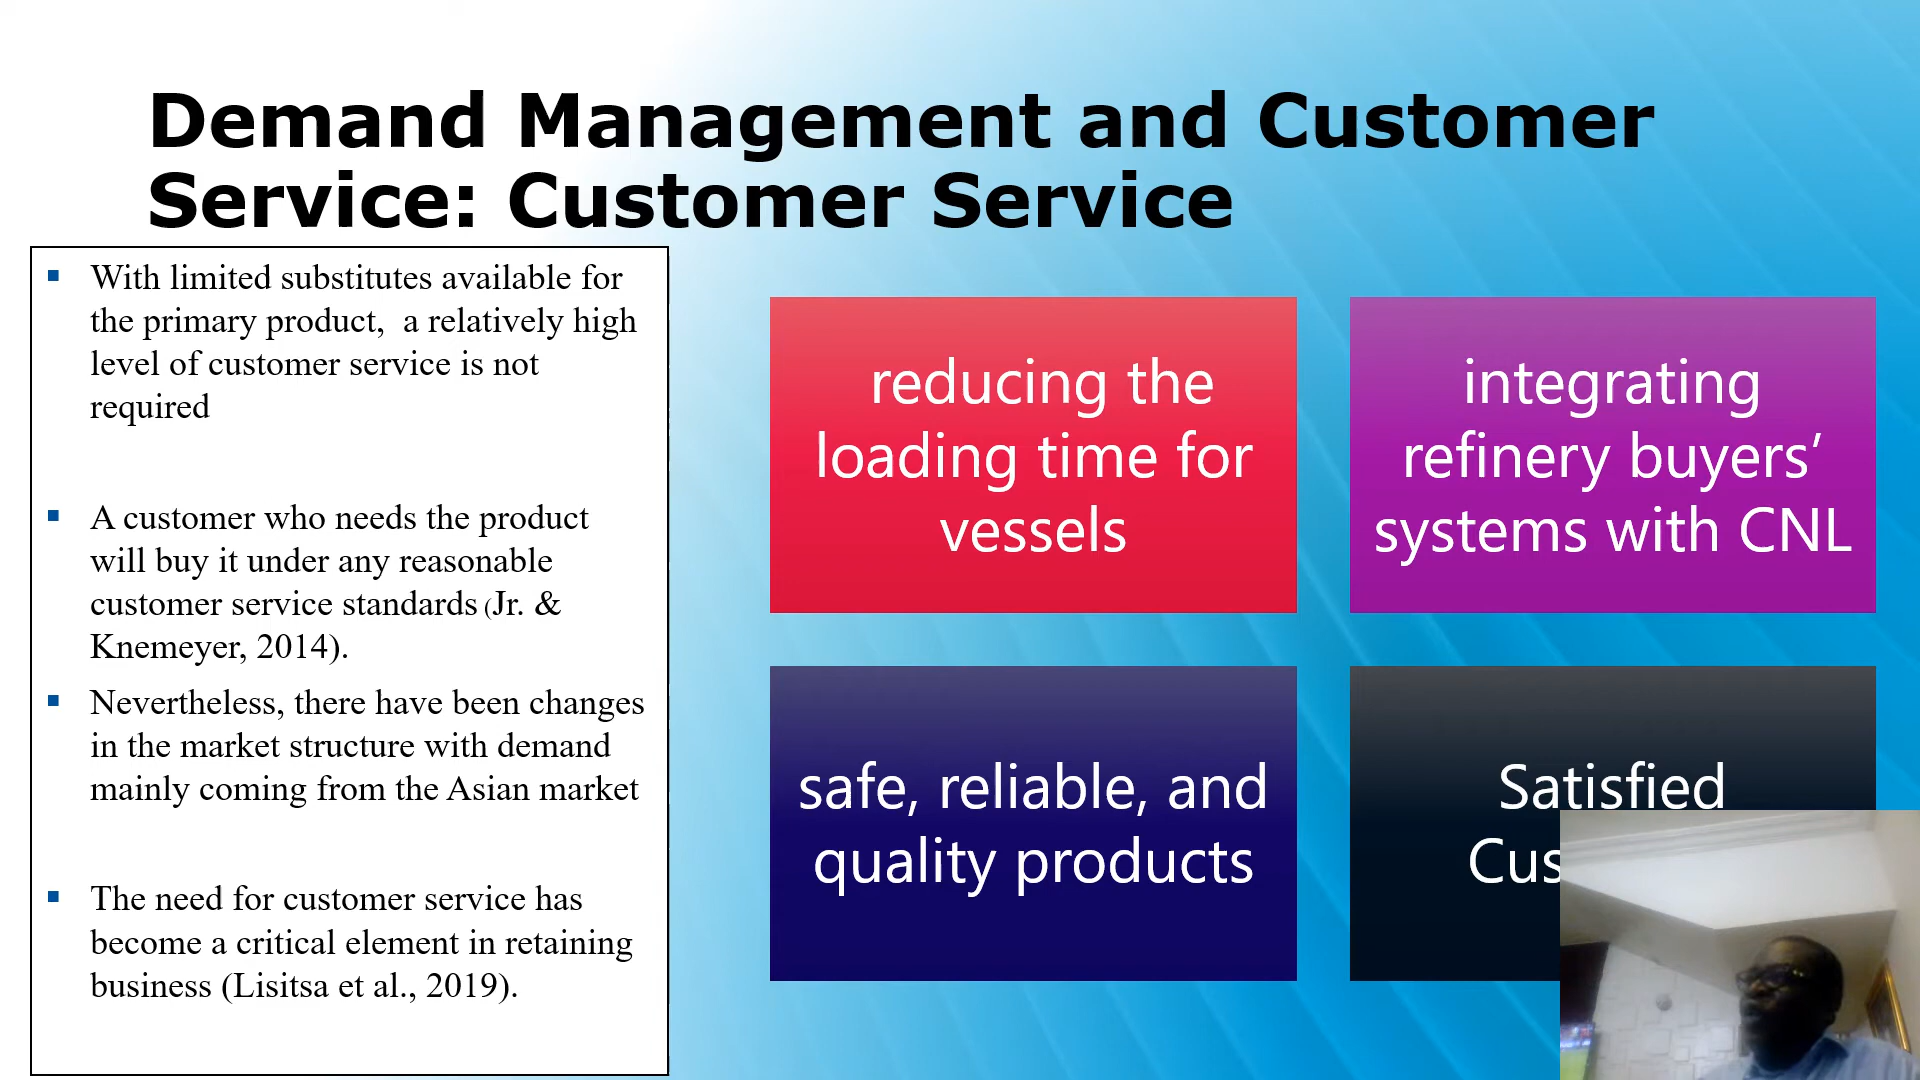 Demand Management and Customer
Service: Customer Service
▪ With limited substitutes available for
the primary product,  a relatively high
level of customer service is not
required
▪ A customer who needs the product
will buy it under any reasonable
customer service standards (Jr. &
Knemeyer, 2014).
▪ Nevertheless, there have been changes
in the market structure with demand
mainly coming from the Asian market
▪ The need for customer service has
become a critical element in retaining
business (Lisitsa et al., 2019).
reducing the
loading time for
vessels
integrating
refinery buyers’
systems with CNL
safe, reliable, and
quality products
Satisfied